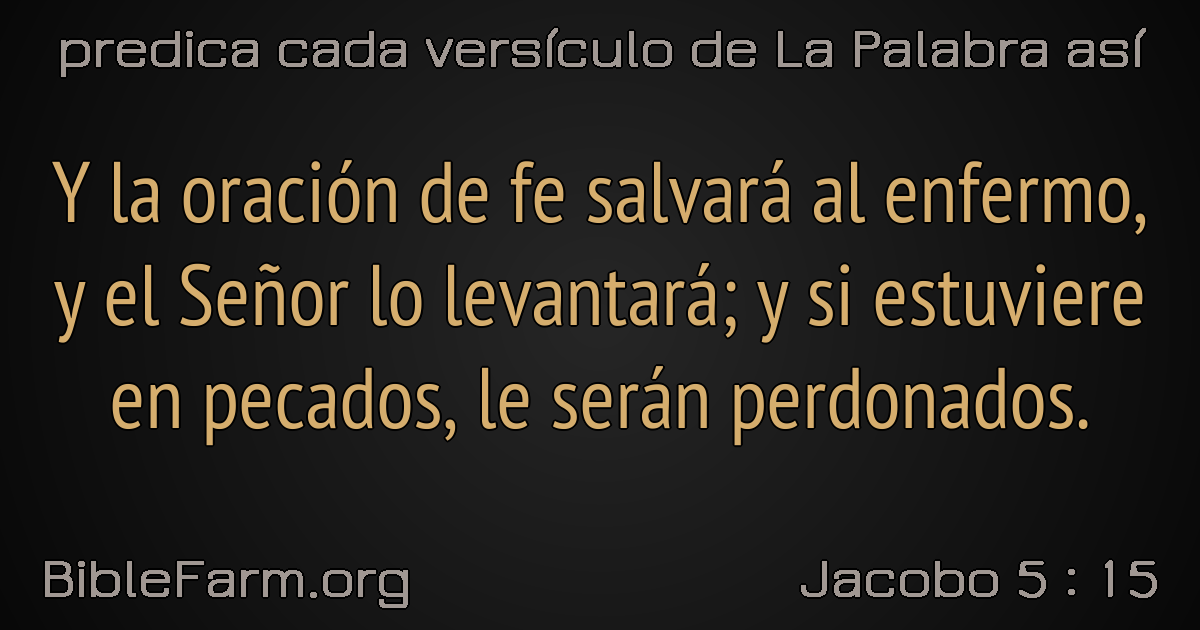 predica cada versículo de La Palabra así
Y la oración de fe salvará al enfermo,
y el Señor lo levantará; y si estuviere
en pecados, le serán perdonados.
BibleFarm.org
Jacobo 5 : 15